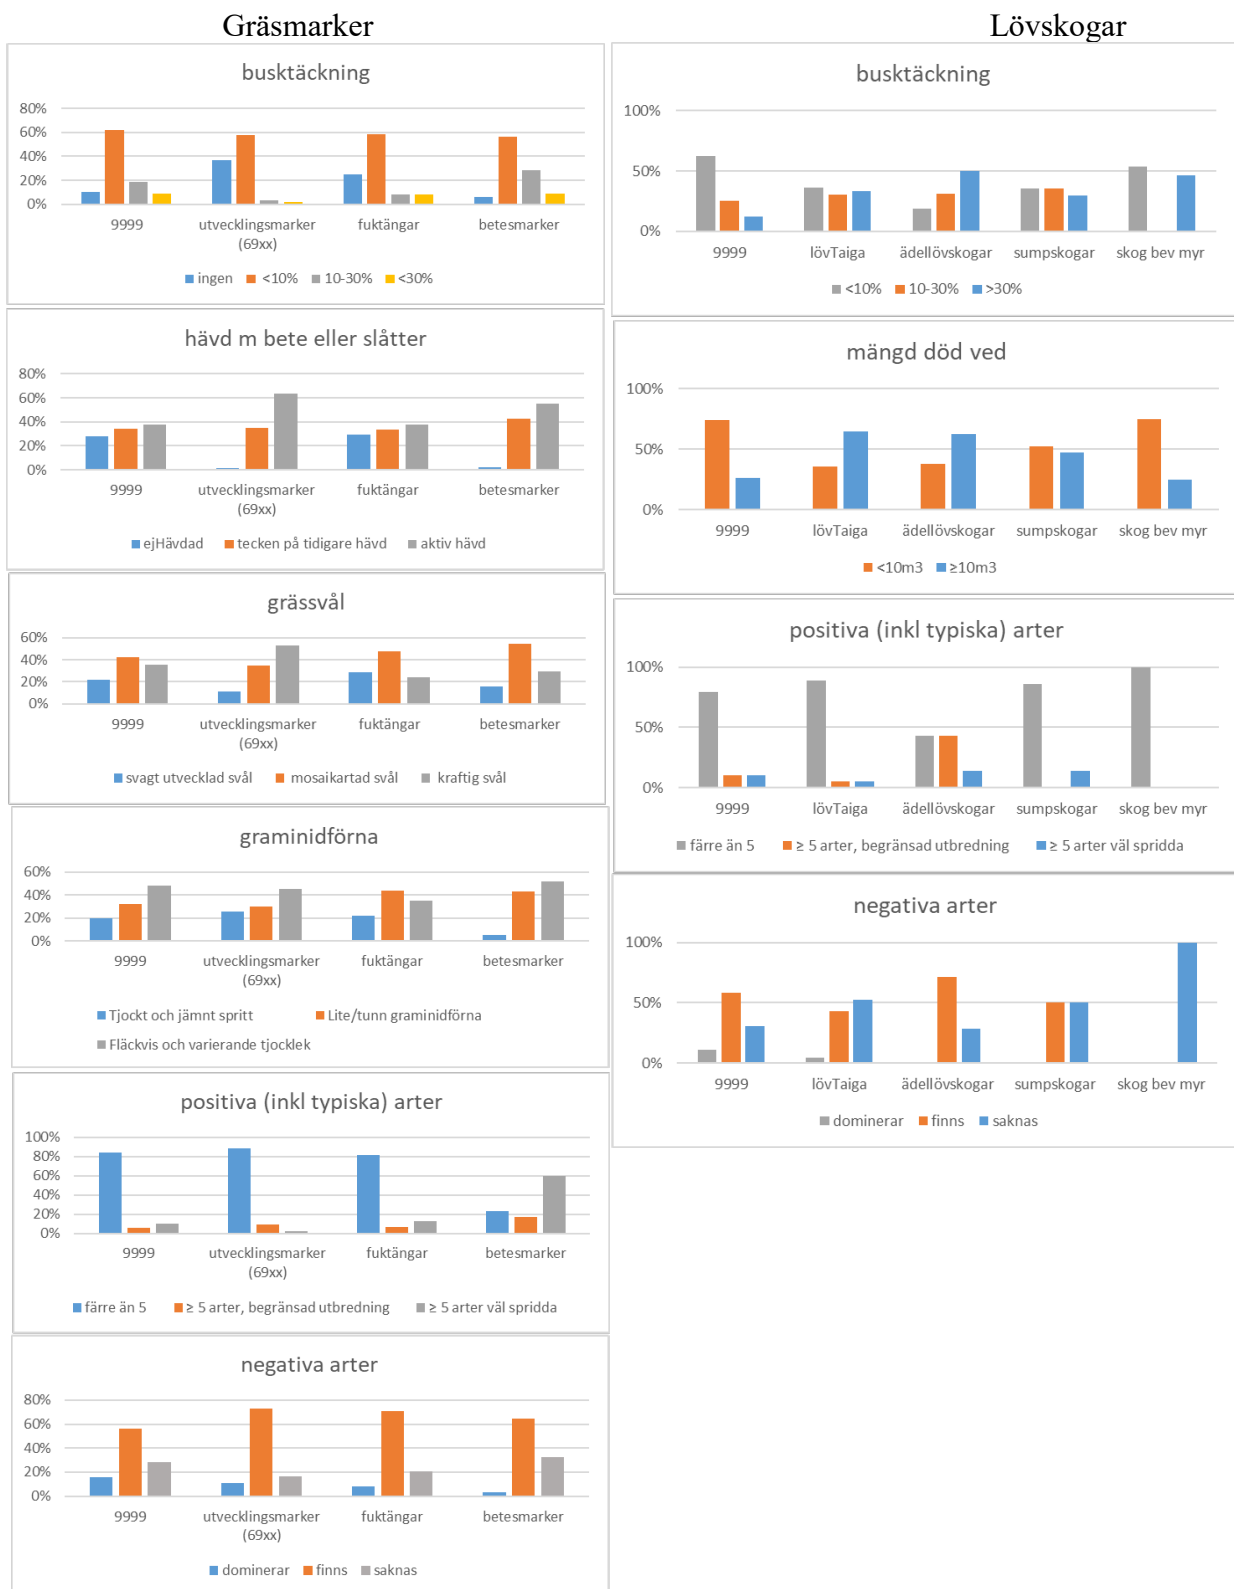 Gräsmarker
busktäckning
80%
60%
40%
20%
0%
9999 utvecklingsmarker (69xx) fuktängar betesmarker
ingen <10% 10-30% <30%
hävd m bete eller slåtter
80%
60%
40%
20%
0%
9999 utvecklingsmarker (69xx) fuktängar betesmarker
ejHävdad tecken på tidigare hävd aktiv hävd
grässvål
60%
40%
20%
0%
9999 utvecklingsmarker (69xx) fuktängar betesmarker
svagt utvecklad svål mosaikartad svål kraftig svål
graminidförna
60%
40%
20%
0%
9999 utvecklingsmarker (69xx) fuktängar betesmarker
Tjockt och jämnt spritt Lite/tunn graminidförna
Fläckvis och varierande tjocklek
positiva (inkl typiska) arter
100%
80%
60%
40%
20%
0%
9999 utvecklingsmarker (69xx) fuktängar betesmarker
färre än 5 ≥ 5 arter, begränsad utbredning ≥ 5 arter väl spridda
negativa arter
80%
60%
40%
20%
0%
9999 utvecklingsmarker (69xx) fuktängar betesmarker
dominerar finns saknas
Lövskogar
busktäckning
100%
50%
0%
9999 lövTaiga ädellövskogar sumpskogar skog bev myr
<10% 10-30% >30%
mängd död ved
100%
50%
0%
9999 lövTaiga ädellövskogar sumpskogar skog bev myr
<10m3 ≥10m3
positiva (inkl typiska) arter
100%
50%
0%
9999 lövTaiga ädellövskogar sumpskogar skog bev myr
färre än 5 ≥ 5 arter, begränsad utbredning ≥ 5 arter väl spridda
negativa arter
100%
50%
0%
9999 lövTaiga ädellövskogar sumpskogar skog bev myr
dominerar finns saknas